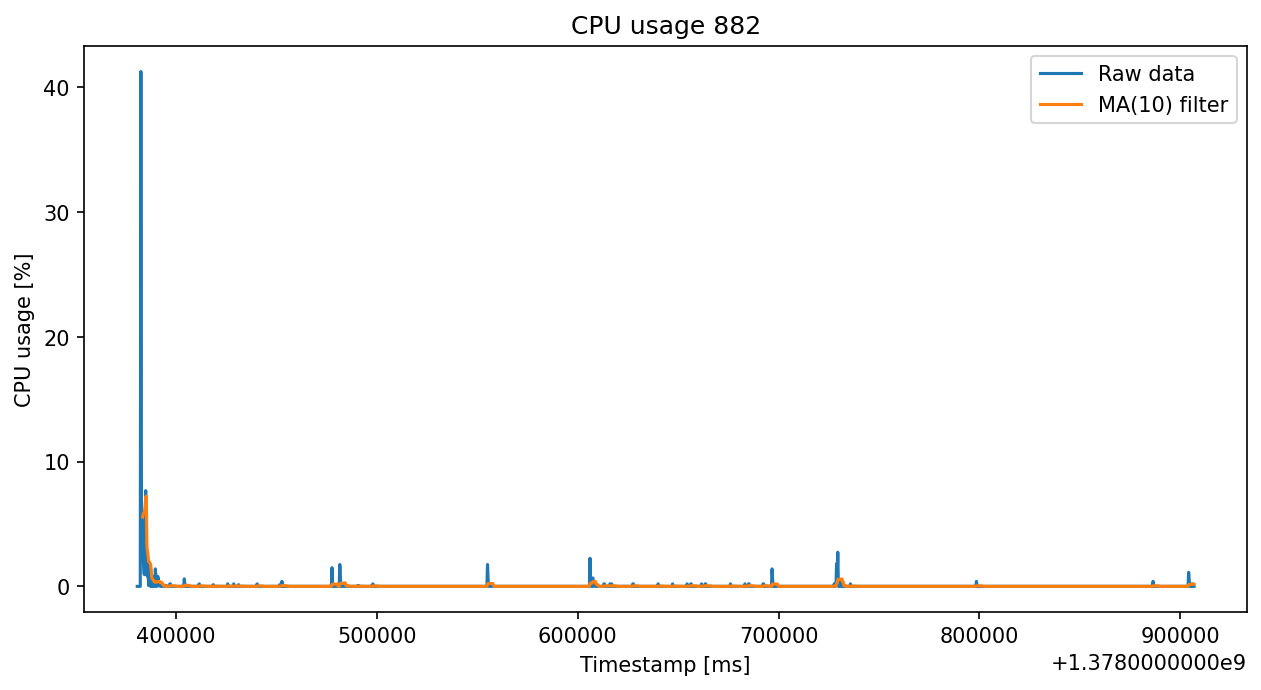 CPU usage 882
Raw data
MA(10) filter
CPU usage [%]
40
30
20
10
0
400000 500000 600000 700000 800000 900000
Timestamp [ms]
+1.3780000000e9